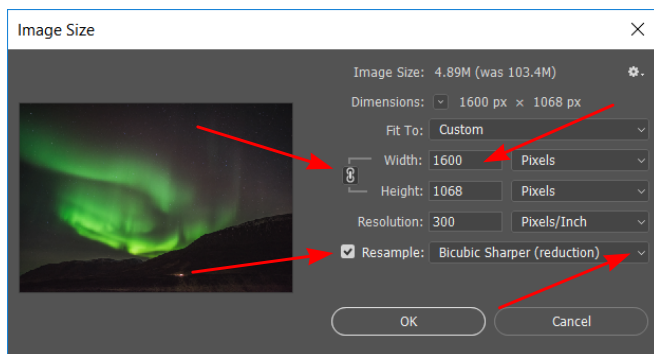 Image Size
Image Size: 4.89M (was 103.4M)
Dimensions: 1600 px × 1068 px
Fit To: Custom
Width: 1600 Pixels
Height: 1068 Pixels
Resolution: 300 Pixels/Inch
Resample: Bicubic Sharper (reduction)
OK Cancel